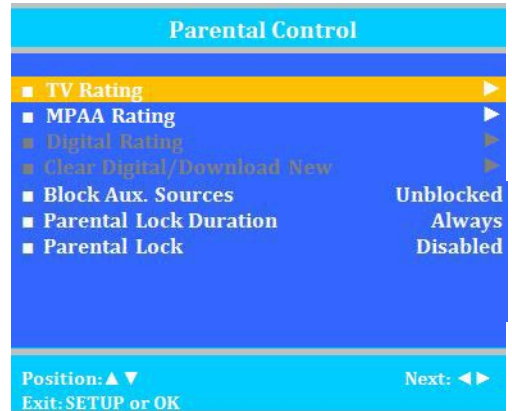 Parental Control
■ TV Rating ▶
■ MPAA Rating ▶
■ Digital Rating ▶
■ Clear Digital/Download New ▶
■ Block Aux. Sources Unblocked
■ Parental Lock Duration Always
■ Parental Lock Disabled
Position:▲ ▼ Next: ◀▶
Exit: SETUP or OK